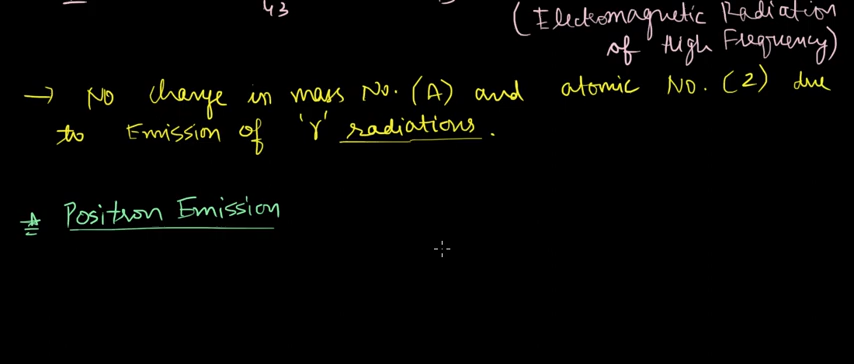 43
(Electromagnetic Radiation
of High Frequency)
→ No change in mass No. (A) and atomic No. (Z) due
to Emission of 'γ' radiations.
Positron Emission